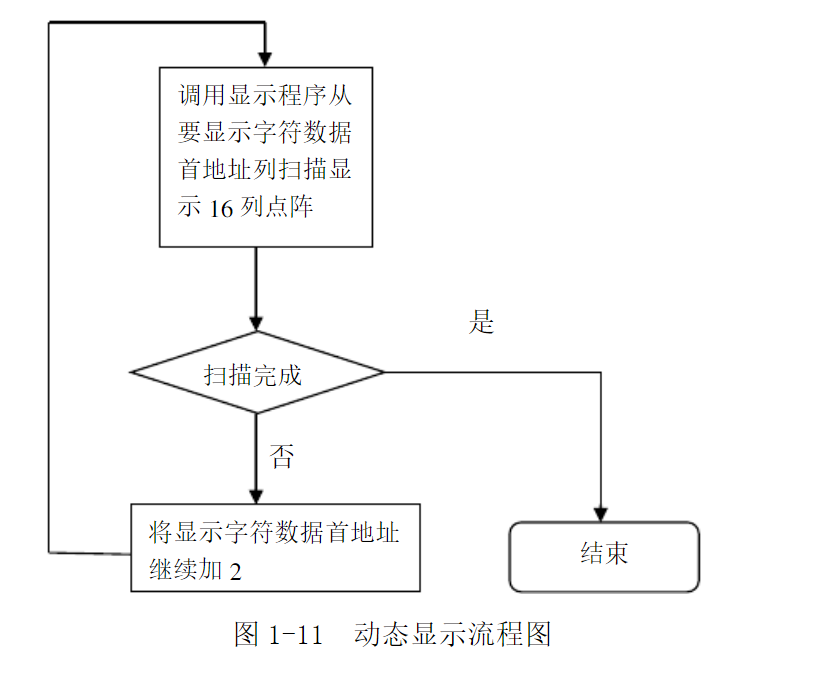 调用显示程序从
要显示字符数据
首地址列扫描显
示 16 列点阵
是
扫描完成
否
将显示字符数据首地址
继续加 2
结束
图 1-11 动态显示流程图